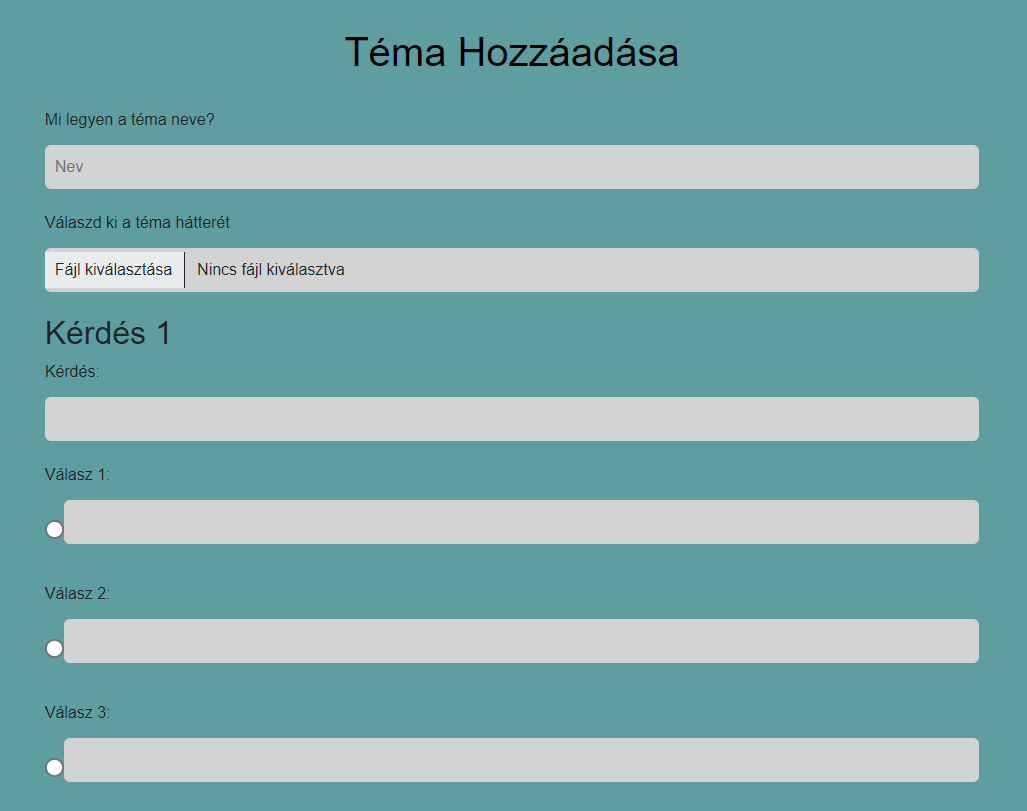 Téma Hozzáadása
Mi legyen a téma neve?
Nev
Válaszd ki a téma hátterét
Fájl kiválasztása Nincs fájl kiválasztva
Kérdés 1
Kérdés:
Válasz 1:
Válasz 2:
Válasz 3: